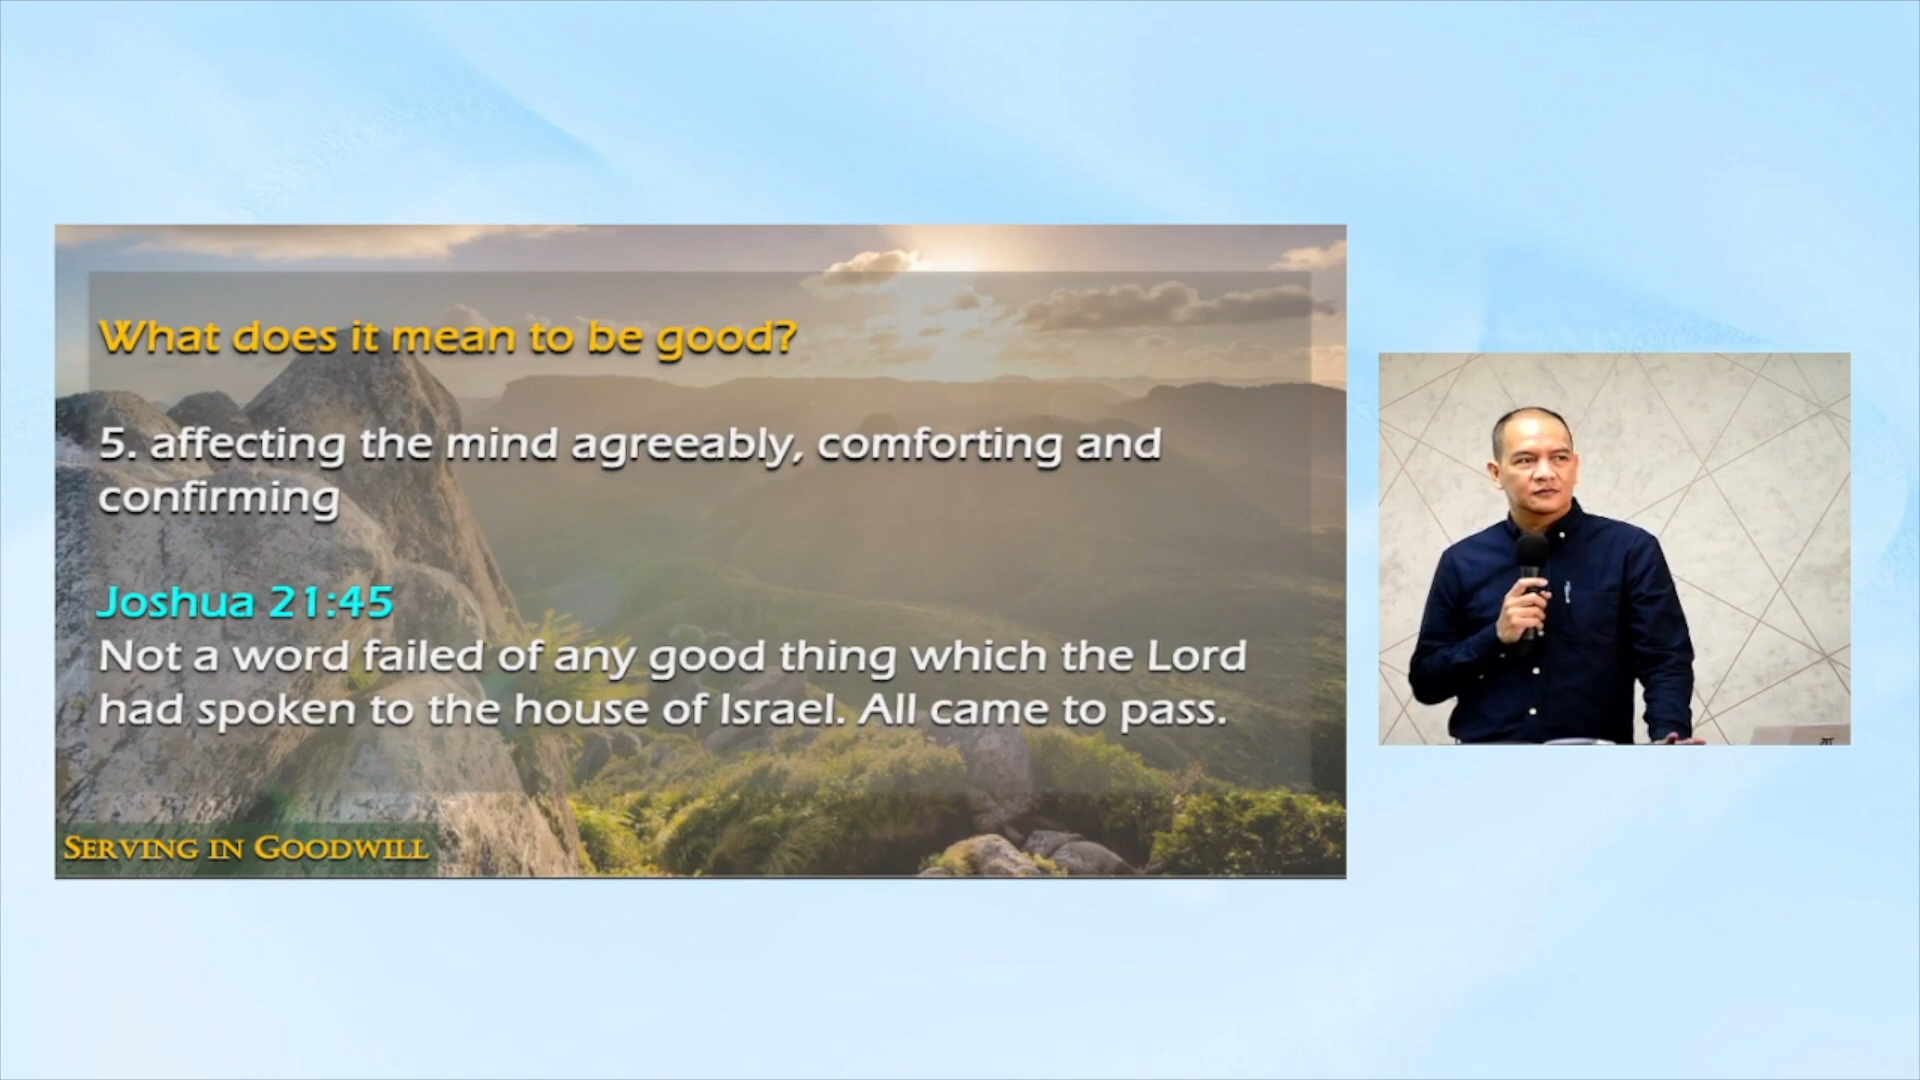 What does it mean to be good?
5. affecting the mind agreeably, comforting and
confirming
Joshua 21:45
Not a word failed of any good thing which the Lord
had spoken to the house of Israel. All came to pass.
SERVING IN GOODWILL